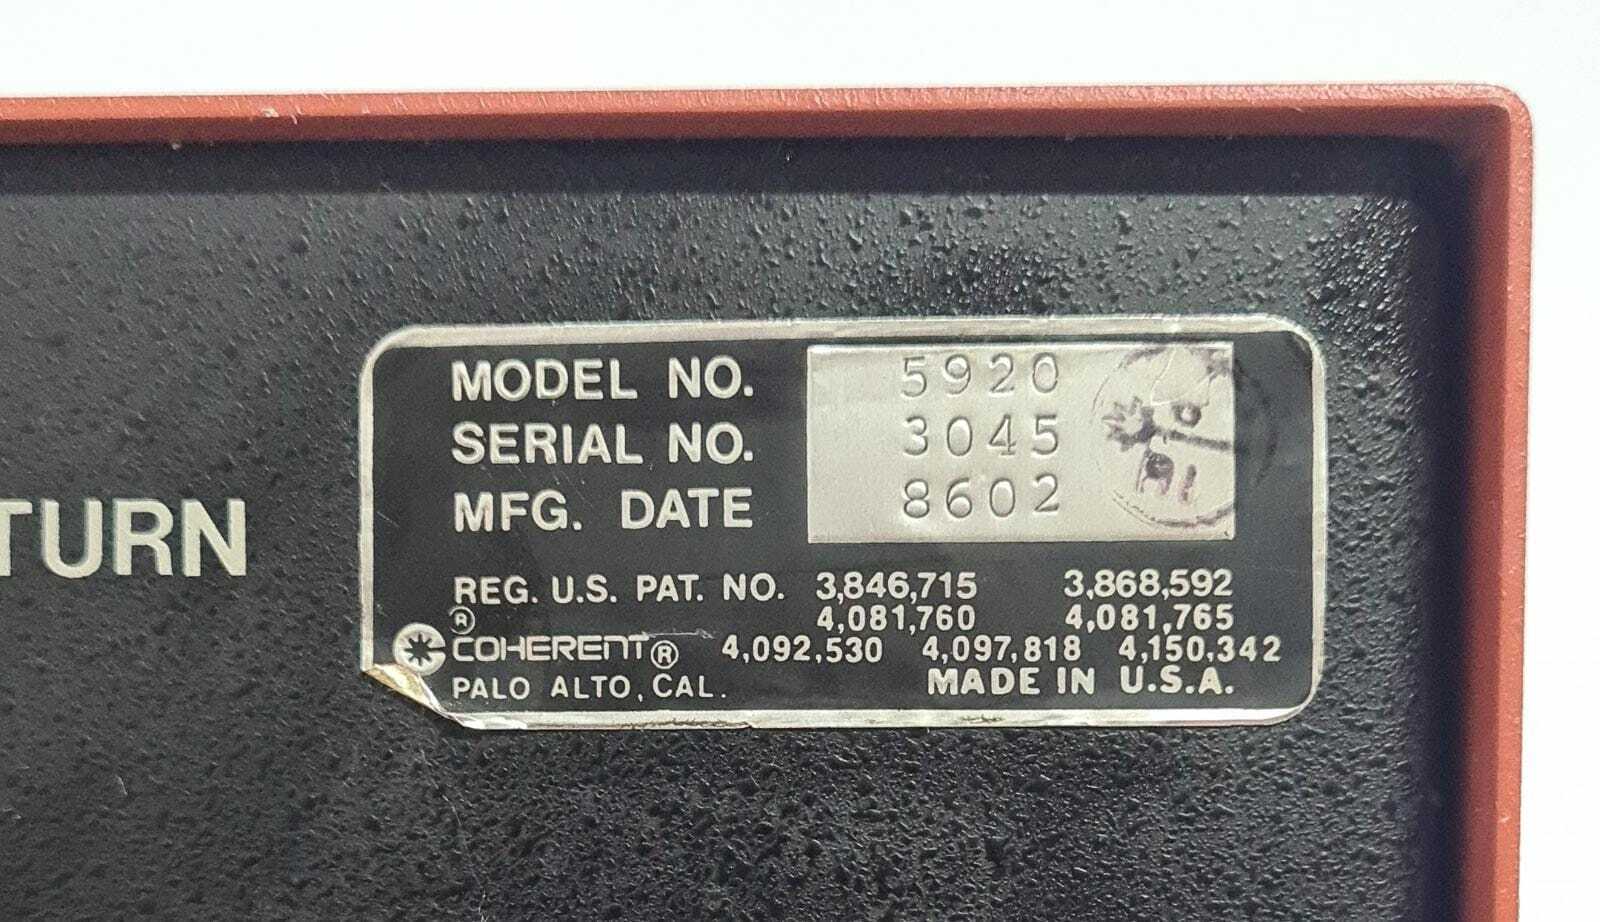 MODEL NO. 5920
SERIAL NO. 3045
MFG. DATE 8602
TURN
REG. U.S. PAT. NO. 3,846,715 3,868,592
® 4,081,760 4,081,765
COHERENT® 4,092,530 4,097,818 4,150,342
PALO ALTO, CAL. MADE IN U.S.A.